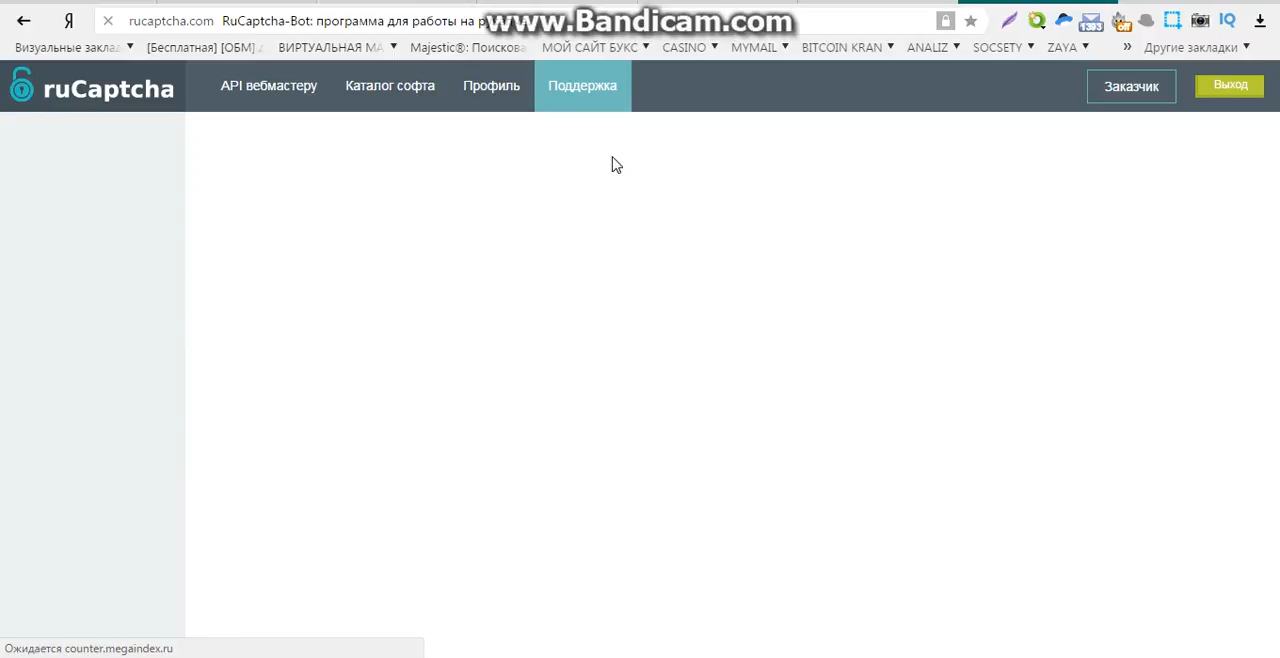 Я rucaptcha.com RuCaptcha-Bot: программа для работы на
www.Bandicam.com
Визуальные заклад [Бесплатная] [ОБМ] ВИРТУАЛЬНАЯ МА Majestic®: Поискова МОЙ САЙТ БУКС CASINO MYMAIL BITCOIN KRAN ANALIZ SOCSETY ZAYA » Другие закладки
ruCaptcha API вебмастеру Каталог софта Профиль Поддержка Заказчик Выход
Ожидается counter.megaindex.ru